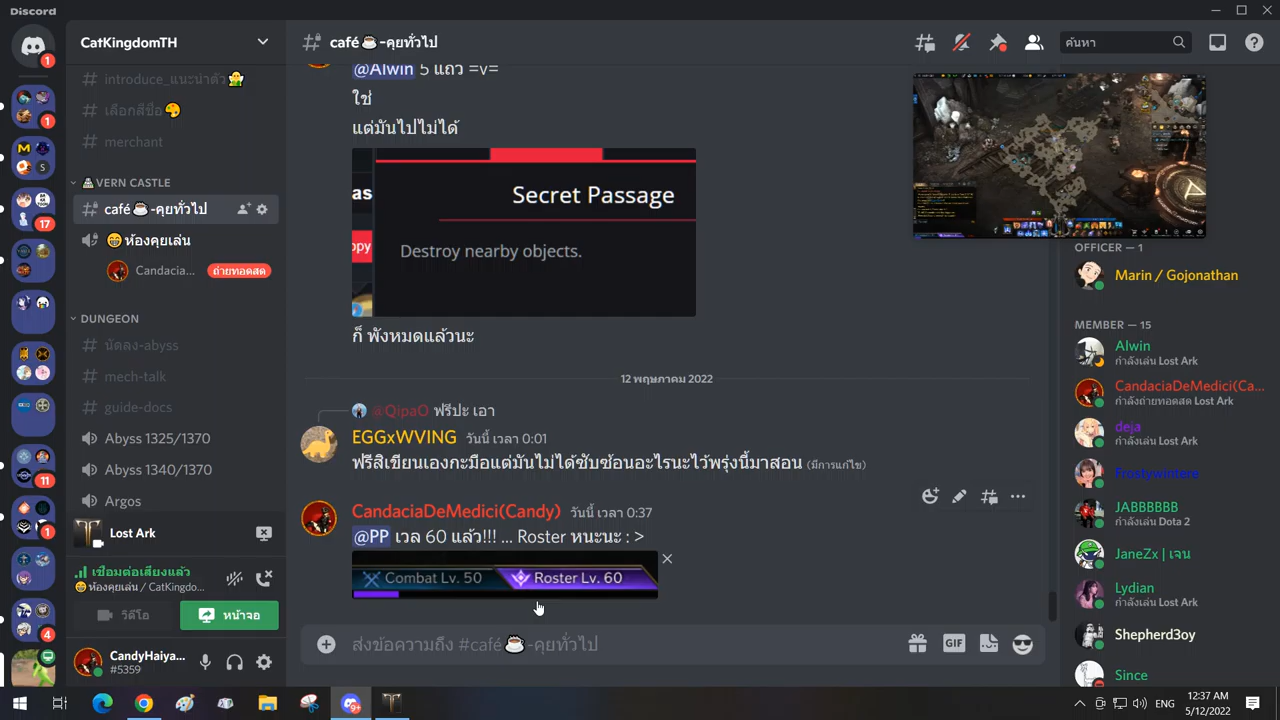 Discord
CatKingdomTH
café☕-คุยทั่วไป
ค้นหา
introduce_แนะนำตัว
เลือกสีชื่อ
merchant
VERN CASTLE
café☕-คุยทั่วไป
ห้องคุยเล่น
Candacia...
ถ่ายทอดสด
DUNGEON
นัดลง-abyss
mech-talk
guide-docs
Abyss 1325/1370
Abyss 1340/1370
Argos
Lost Ark
เชื่อมต่อเสียงแล้ว
ห้องคุยเล่น / CatKingdo...
วิดีโอ
หน้าจอ
CandyHaiya...
#5359
1
1
17
11
1
4
@Alwin 5 แถว =v=
ใช่
แต่มันไปไม่ได้
as
Secret Passage
ppy
Destroy nearby objects.
ก็ พังหมดแล้วนะ
12 พฤษภาคม 2022
@QipaO ฟรีปะ เอา
EGGxWVING วันนี้ เวลา 0:01
ฟรีสิเขียนเองกะมือแต่มันไม่ได้ซับซ้อนอะไรนะไว้พรุ่งนี้มาสอน (มีการแก้ไข)
CandaciaDeMedici(Candy) วันนี้ เวลา 0:37
@PP เวล 60 แล้ว!!! ... Roster หนะนะ : >
Combat Lv. 50
Roster Lv. 60
ส่งข้อความถึง #café☕-คุยทั่วไป
GIF
OFFICER — 1
Marin / Gojonathan
MEMBER — 15
Alwin
กำลังเล่น Lost Ark
CandaciaDeMedici(Ca...
กำลังถ่ายทอดสด Lost Ark
deja
กำลังเล่น Lost Ark
Frostywintere
JABBBBBB
กำลังเล่น Dota 2
JaneZx | เจน
Lydian
กำลังเล่น Lost Ark
Shepherd3oy
Since
9+
ENG
12:37 AM
5/12/2022